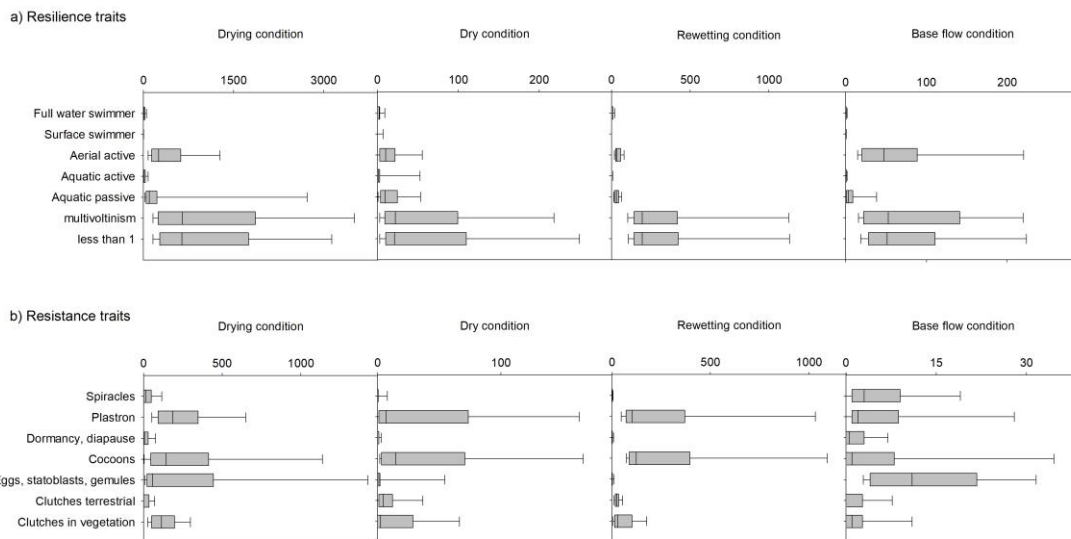 a) Resilience traits
Drying condition
Dry condition
Rewetting condition
Base flow condition
0 1500 3000
0 100 200
0 500 1000
0 100 200
Full water swimmer
Surface swimmer
Aerial active
Aquatic active
Aquatic passive
multivoltinism
less than 1
b) Resistance traits
Drying condition
Dry condition
Rewetting condition
Base flow condition
0 500 1000
0 100
0 500 1000
0 15 30
Spiracles
Plastron
Dormancy, diapause
Cocoons
Eggs, statoblasts, gemules
Clutches terrestrial
Clutches in vegetation